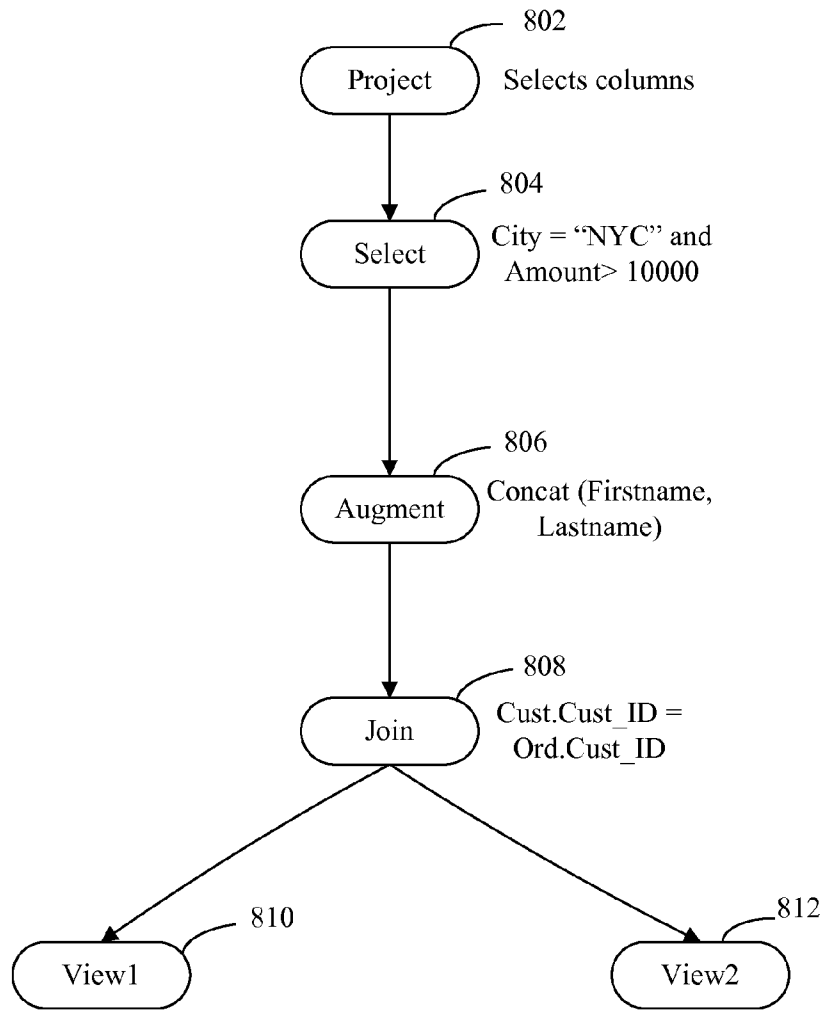 802
Project
Selects columns
804
Select
City = “NYC” and
Amount> 10000
806
Augment
Concat (Firstname,
Lastname)
808
Join
Cust.Cust_ID =
Ord.Cust_ID
810
View1
812
View2